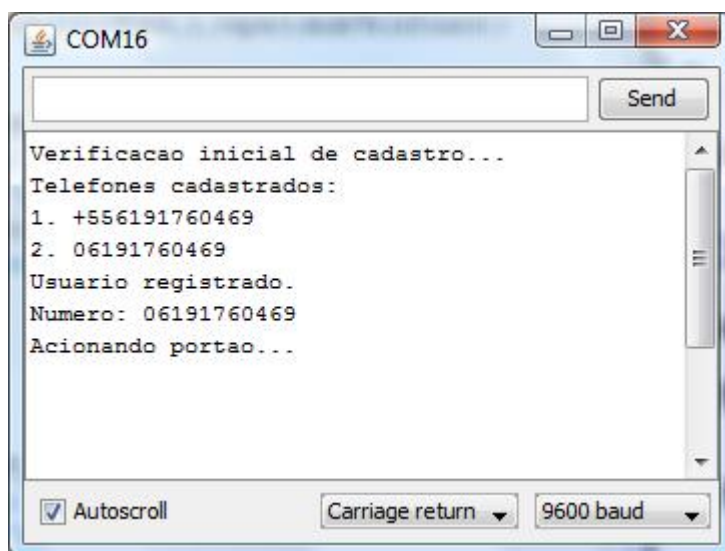 COM16
Send
Verificacao inicial de cadastro...
Telefones cadastrados:
1. +556191760469
2. 06191760469
Usuario registrado.
Numero: 06191760469
Acionando portao...
Autoscroll
Carriage return
9600 baud